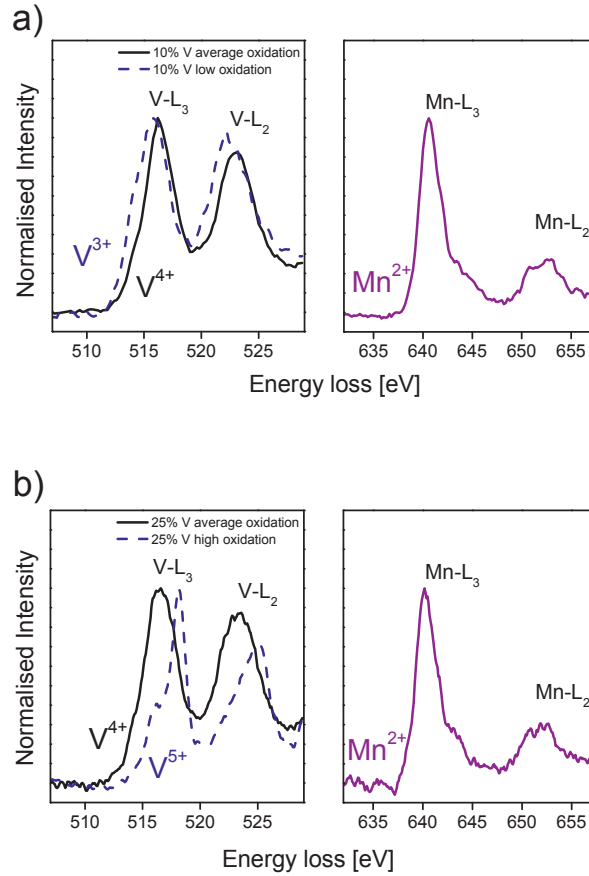 a)
10% V average oxidation
10% V low oxidation
V-L₃
V-L₂
V³⁺
V⁴⁺
Normalised Intensity
510 515 520 525
Mn-L₃
Mn-L₂
Mn²⁺
635 640 645 650 655
Energy loss [eV]
b)
25% V average oxidation
25% V high oxidation
V-L₃
V-L₂
V⁴⁺
V⁵⁺
Normalised Intensity
510 515 520 525
Mn-L₃
Mn-L₂
Mn²⁺
635 640 645 650 655
Energy loss [eV]